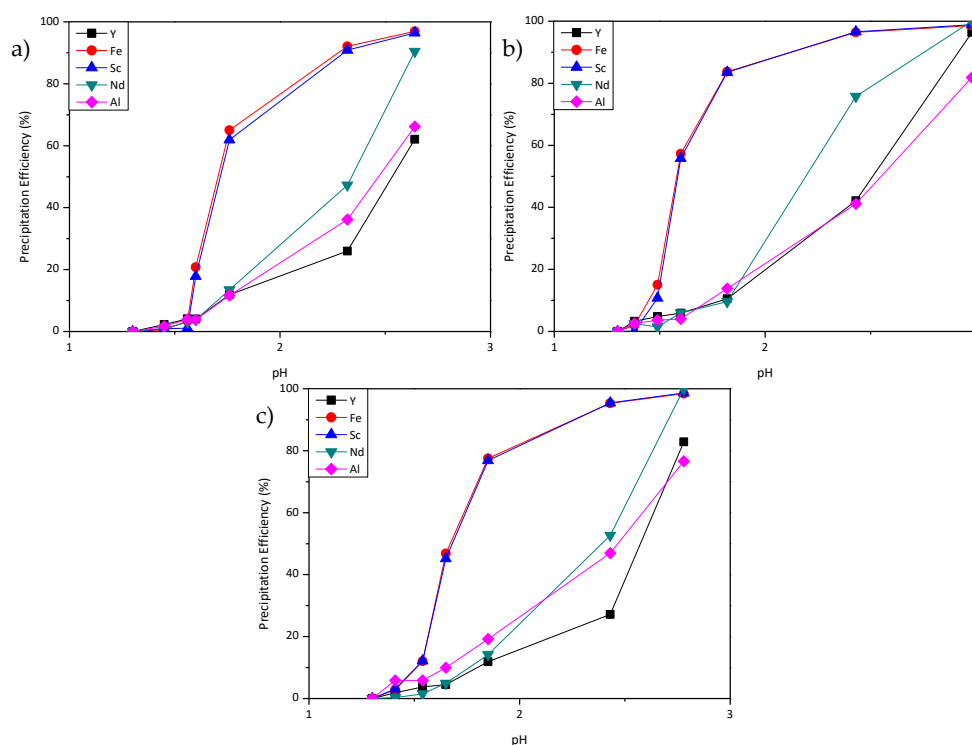 a)
Y
Fe
Sc
Nd
Al
100
80
60
40
20
0
Precipitation Efficiency (%)
1
2
3
pH
b)
Y
Fe
Sc
Nd
Al
100
80
60
40
20
0
Precipitation Efficiency (%)
1
2
pH
c)
Y
Fe
Sc
Nd
Al
100
80
60
40
20
0
Precipitation Efficiency (%)
1
2
3
pH